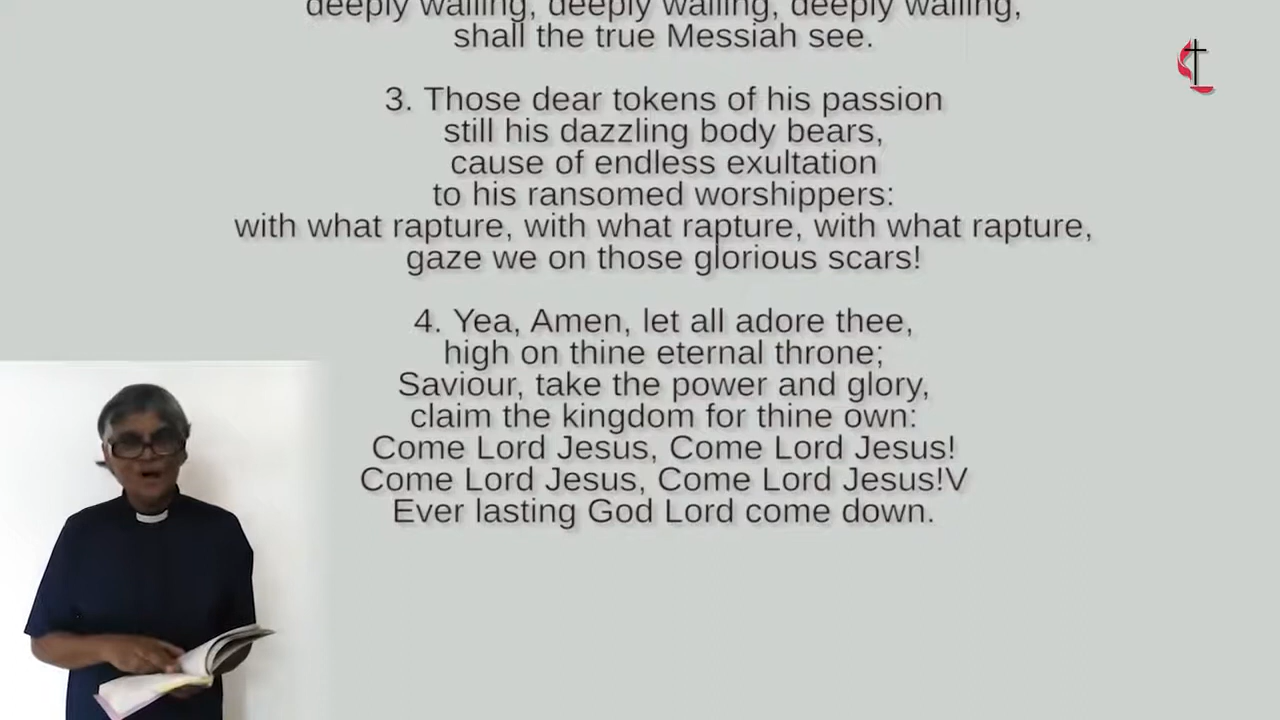 deeply wailing, deeply wailing, deeply wailing,
shall the true Messiah see.
3. Those dear tokens of his passion
still his dazzling body bears,
cause of endless exultation
to his ransomed worshippers:
with what rapture, with what rapture, with what rapture,
gaze we on those glorious scars!
4. Yea, Amen, let all adore thee,
high on thine eternal throne;
Saviour, take the power and glory,
claim the kingdom for thine own:
Come Lord Jesus, Come Lord Jesus!
Come Lord Jesus, Come Lord Jesus!V
Ever lasting God Lord come down.